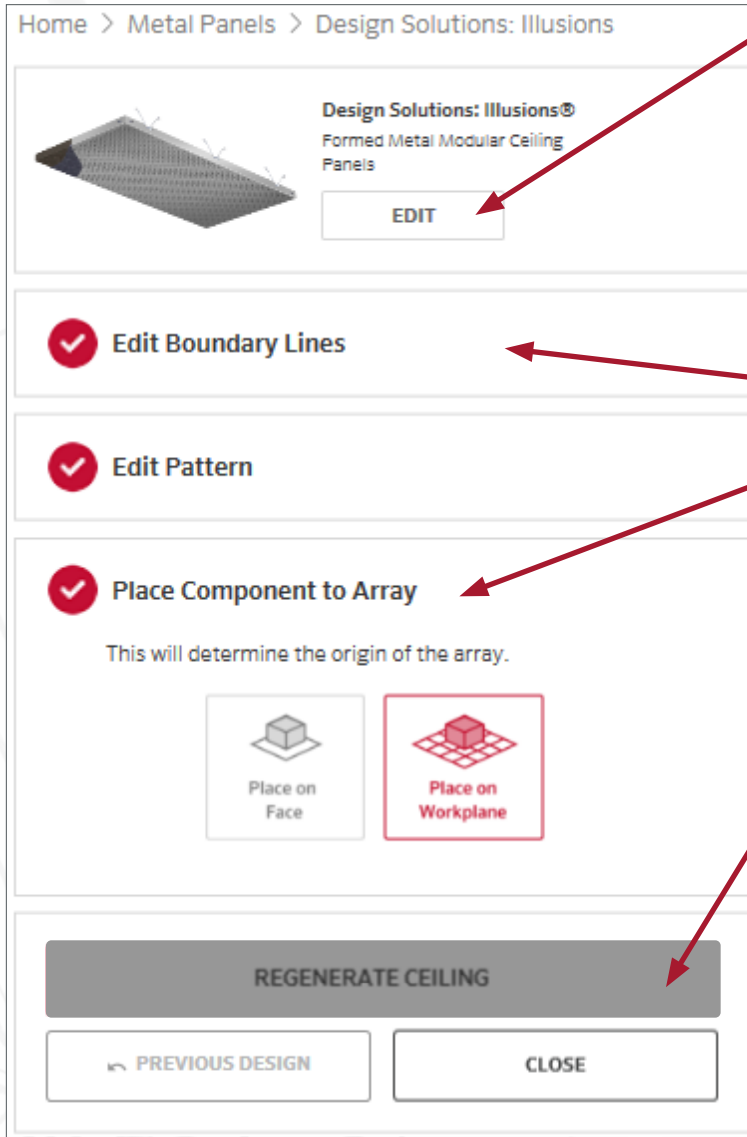 Home > Metal Panels > Design Solutions: Illusions
Design Solutions: Illusions®
Formed Metal Modular Ceiling
Panels
EDIT
Edit Boundary Lines
Edit Pattern
Place Component to Array
This will determine the origin of the array.
Place on
Face
Place on
Workplane
REGENERATE CEILING
PREVIOUS DESIGN
CLOSE